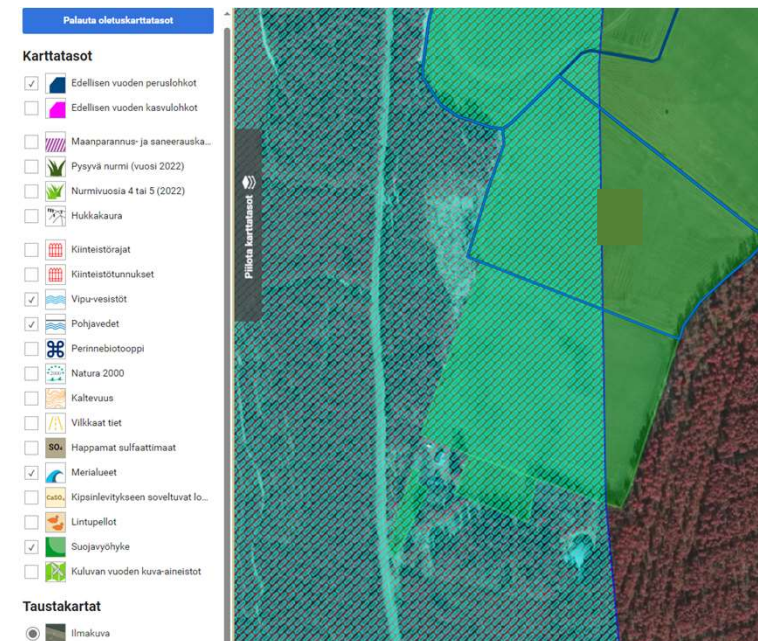 Palauta oletuskarttatasot
Karttatasot
Edellisen vuoden peruslohkot
Edellisen vuoden kasvulohkot
Maanparannus- ja saneerauska...
Pysyvä nurmi (vuosi 2022)
Nurmivuosia 4 tai 5 (2022)
Hukkakaura
Kiinteistörajat
Kiinteistötunnukset
Vipu-vesistöt
Pohjavedet
Perinnebiotooppi
Natura 2000
Kaltevuus
Vilkkaat tiet
SO₄ Happamat sulfaattimaat
Merialueet
CaSO₄ Kipsinlevitykseen soveltuvat lo...
Lintupellot
Suojavyöhyke
Kuluvan vuoden kuva-aineistot
Taustakartat
Ilmakuva
Piilota karttatasot